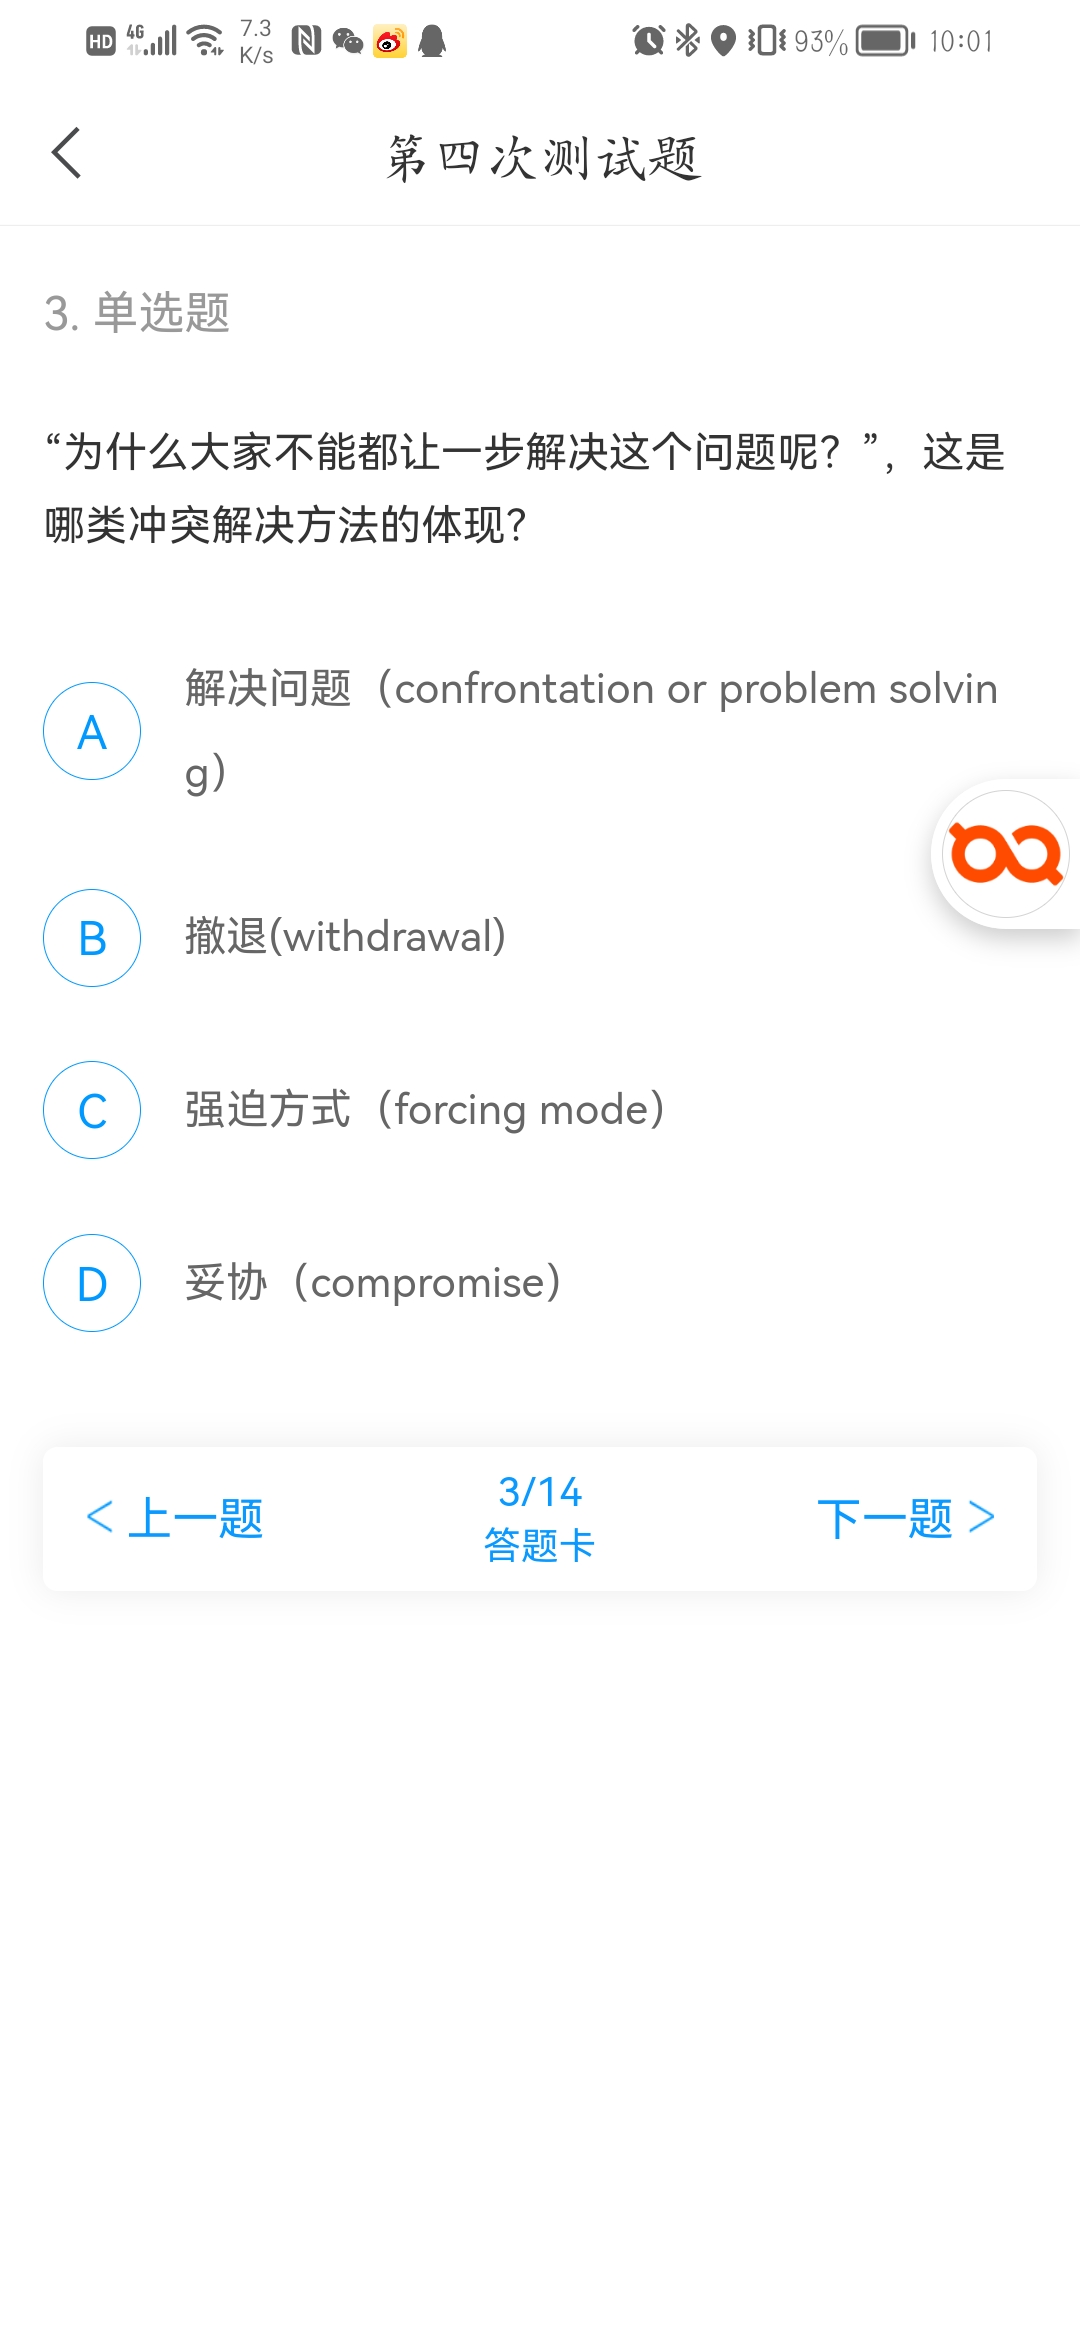 HD 4G 7.3 K/s 93% 10:01
第四次测试题
3. 单选题
“为什么大家不能都让一步解决这个问题呢？”，这是
哪类冲突解决方法的体现?
A 解决问题（confrontation or problem solvin
g）
B 撤退(withdrawal)
C 强迫方式（forcing mode）
D 妥协（compromise）
< 上一题 3/14 下一题 >
答题卡